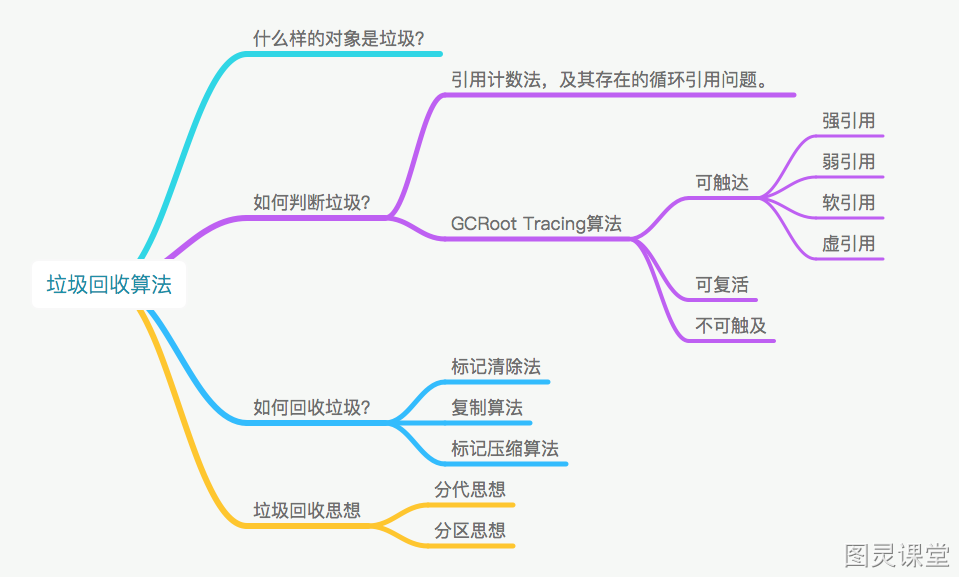 什么样的对象是垃圾?
引用计数法，及其存在的循环引用问题。
强引用
弱引用
可触达
软引用
如何判断垃圾?
GCRoot Tracing算法
虚引用
垃圾回收算法
可复活
不可触及
标记清除法
如何回收垃圾?
复制算法
标记压缩算法
分代思想
垃圾回收思想
分区思想
图灵课堂